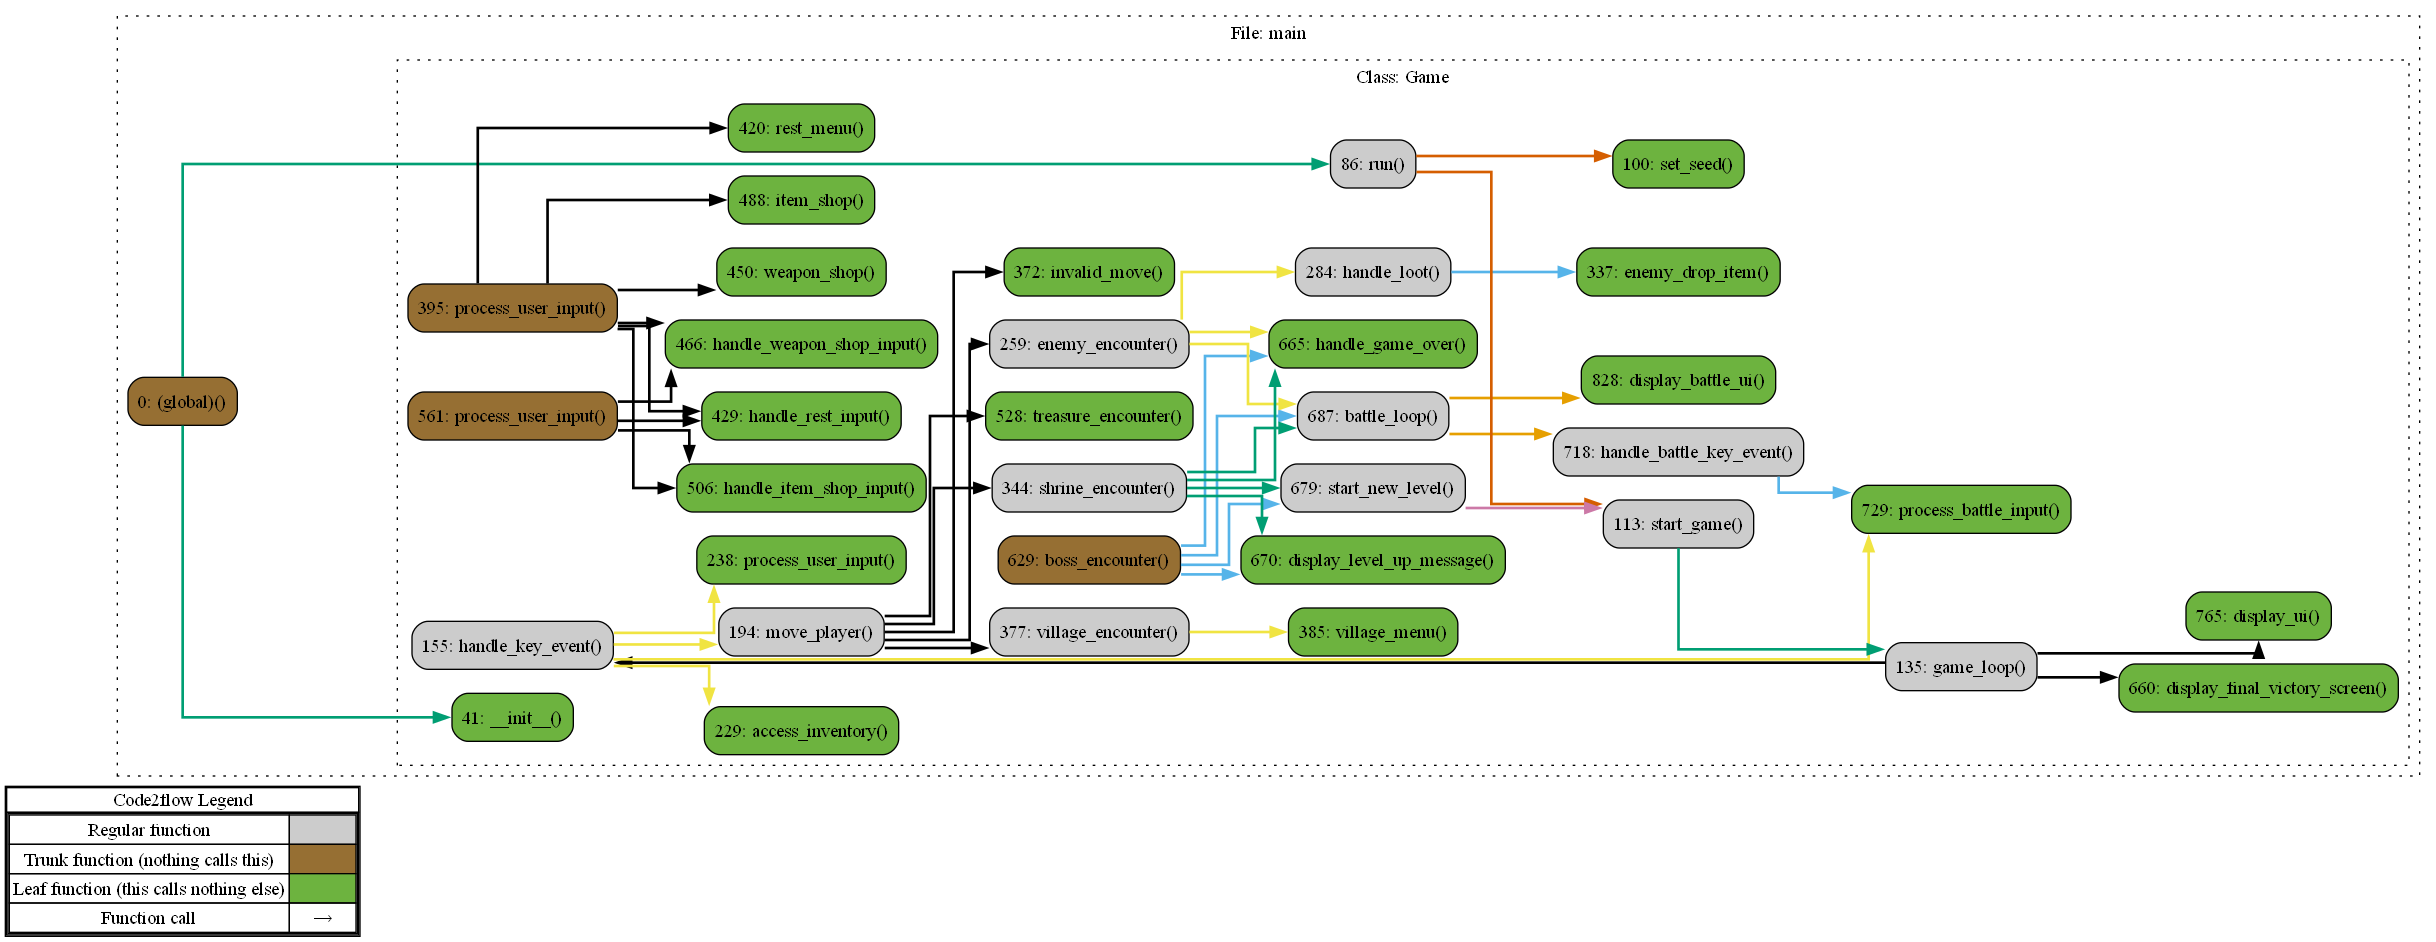 File: main
Class: Game
420: rest_menu()
86: run()
100: set_seed()
488: item_shop()
450: weapon_shop()
372: invalid_move()
284: handle_loot()
337: enemy_drop_item()
395: process_user_input()
466: handle_weapon_shop_input()
259: enemy_encounter()
665: handle_game_over()
828: display_battle_ui()
0: (global)()
561: process_user_input()
429: handle_rest_input()
528: treasure_encounter()
687: battle_loop()
718: handle_battle_key_event()
506: handle_item_shop_input()
344: shrine_encounter()
679: start_new_level()
729: process_battle_input()
113: start_game()
238: process_user_input()
629: boss_encounter()
670: display_level_up_message()
765: display_ui()
155: handle_key_event()
194: move_player()
377: village_encounter()
385: village_menu()
135: game_loop()
660: display_final_victory_screen()
41: __init__()
229: access_inventory()
Code2flow Legend
Regular function
Trunk function (nothing calls this)
Leaf function (this calls nothing else)
Function call →